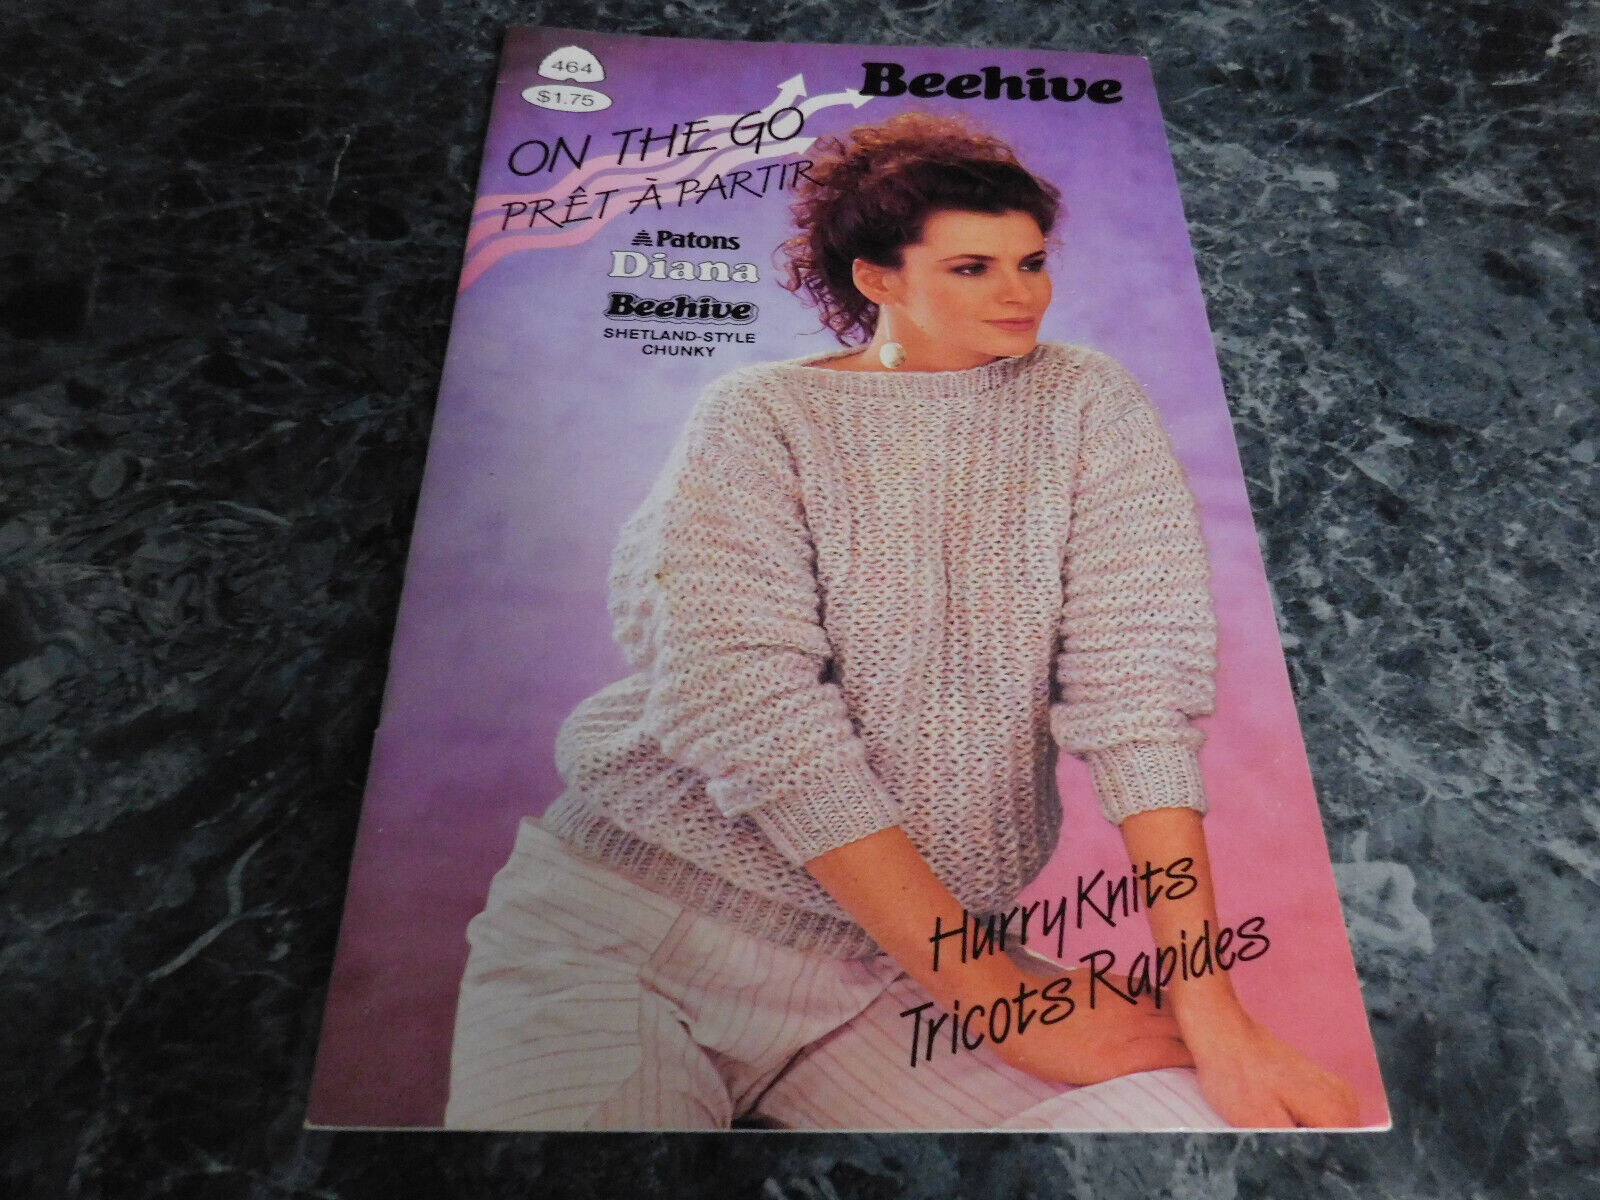 464
$1.75
Beehive
ON THE GO
PRÊT À PARTIR
Patons
Diana
Beehive
SHETLAND-STYLE
CHUNKY
Hurry Knits
Tricots Rapides